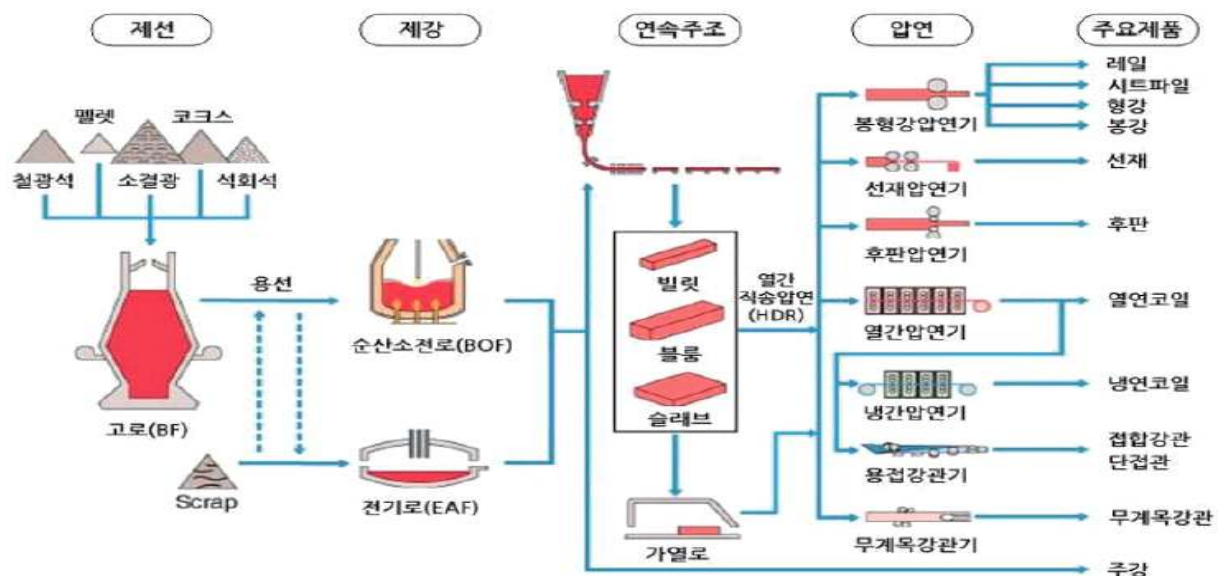 제선
제강
연속주조
압연
주요제품
펠렛
코크스
철광석
소결광
석회석
고로(BF)
용선
Scrap
순산소전로(BOF)
전기로(EAF)
빌릿
블룸
슬래브
열간
직송압연
(HDR)
가열로
봉형강압연기
선재압연기
후판압연기
열간압연기
냉간압연기
용접강관기
무계목강관기
레일
시트파일
형강
봉강
선재
후판
열연코일
냉연코일
접합강관
단접관
무계목강관
주강